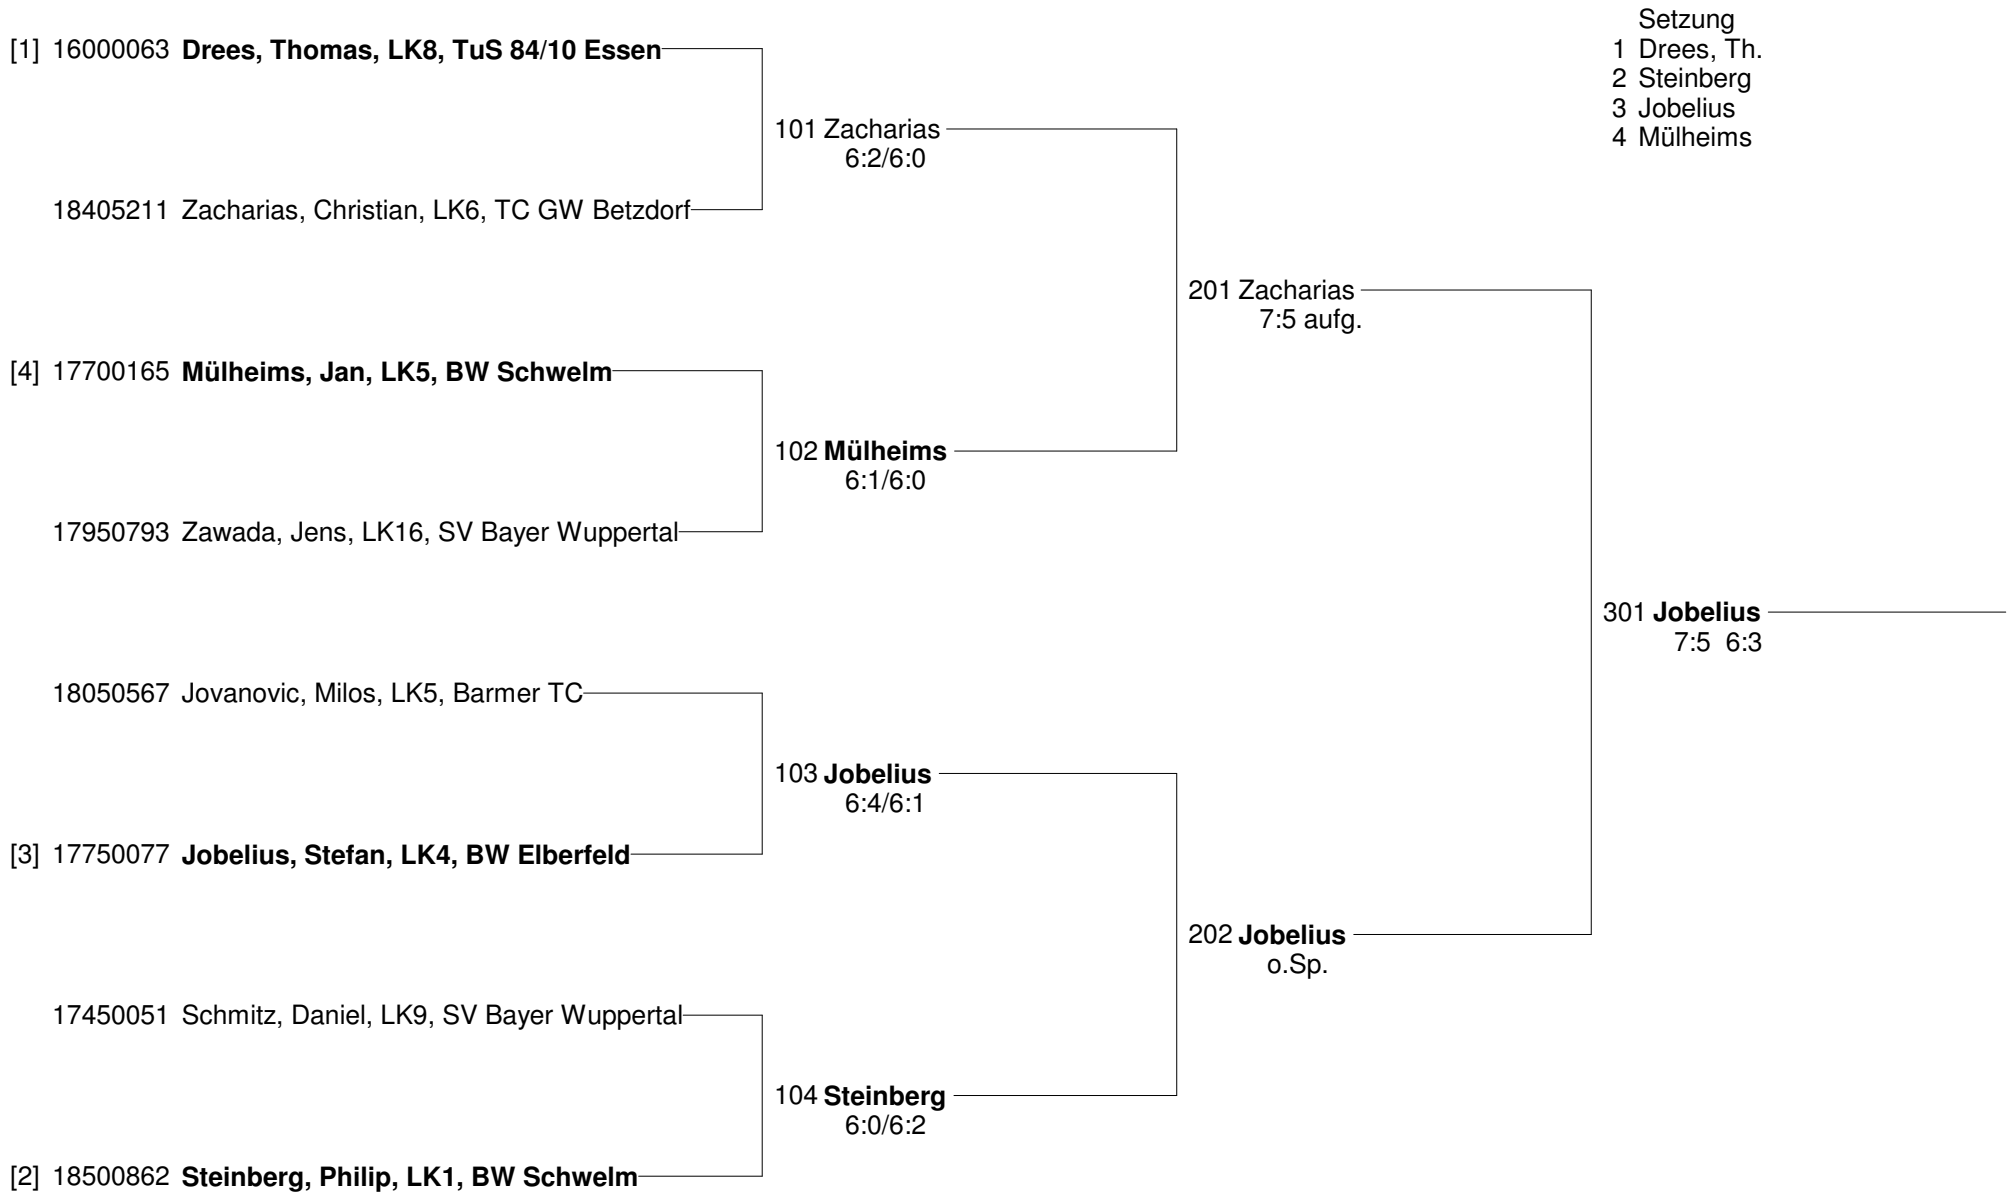 Setzung
1 Drees, Th.
2 Steinberg
3 Jobelius
4 Mülheims
[1] 16000063 Drees, Thomas, LK8, TuS 84/10 Essen
101 Zacharias
6:2/6:0
18405211 Zacharias, Christian, LK6, TC GW Betzdorf
201 Zacharias
7:5 aufg.
[4] 17700165 Mülheims, Jan, LK5, BW Schwelm
102 Mülheims
6:1/6:0
17950793 Zawada, Jens, LK16, SV Bayer Wuppertal
301 Jobelius
7:5 6:3
18050567 Jovanovic, Milos, LK5, Barmer TC
103 Jobelius
6:4/6:1
[3] 17750077 Jobelius, Stefan, LK4, BW Elberfeld
202 Jobelius
o.Sp.
17450051 Schmitz, Daniel, LK9, SV Bayer Wuppertal
104 Steinberg
6:0/6:2
[2] 18500862 Steinberg, Philip, LK1, BW Schwelm